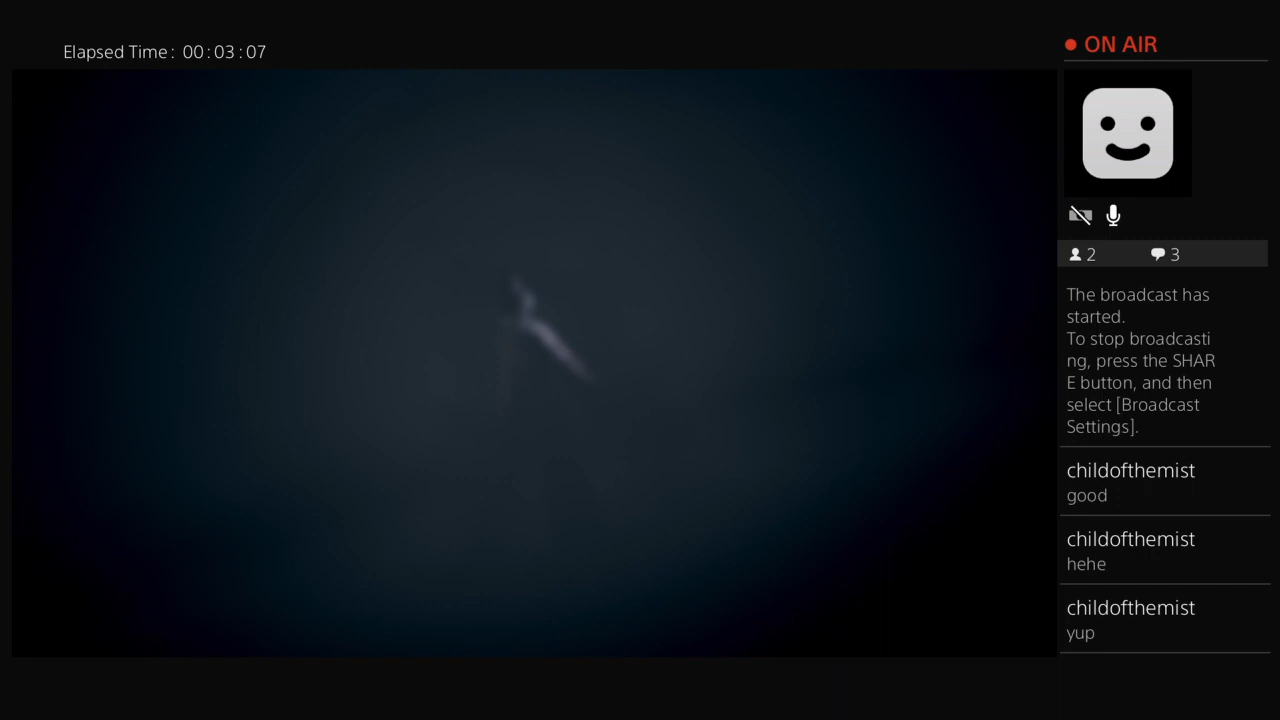 Elapsed Time: 00:03:07
ON AIR
2 3
The broadcast has
started.
To stop broadcasti
ng, press the SHAR
E button, and then
select [Broadcast
Settings].
childofthemist
good
childofthemist
hehe
childofthemist
yup